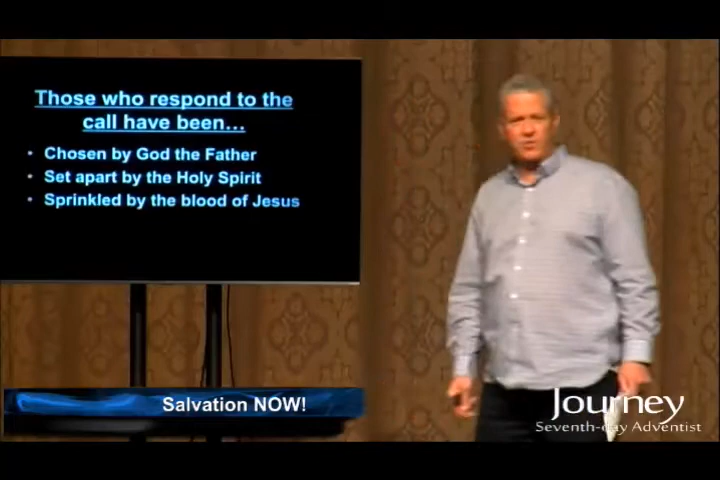 Those who respond to the
call have been...
• Chosen by God the Father
• Set apart by the Holy Spirit
• Sprinkled by the blood of Jesus
Salvation NOW!
Journey
Seventh-day Adventist